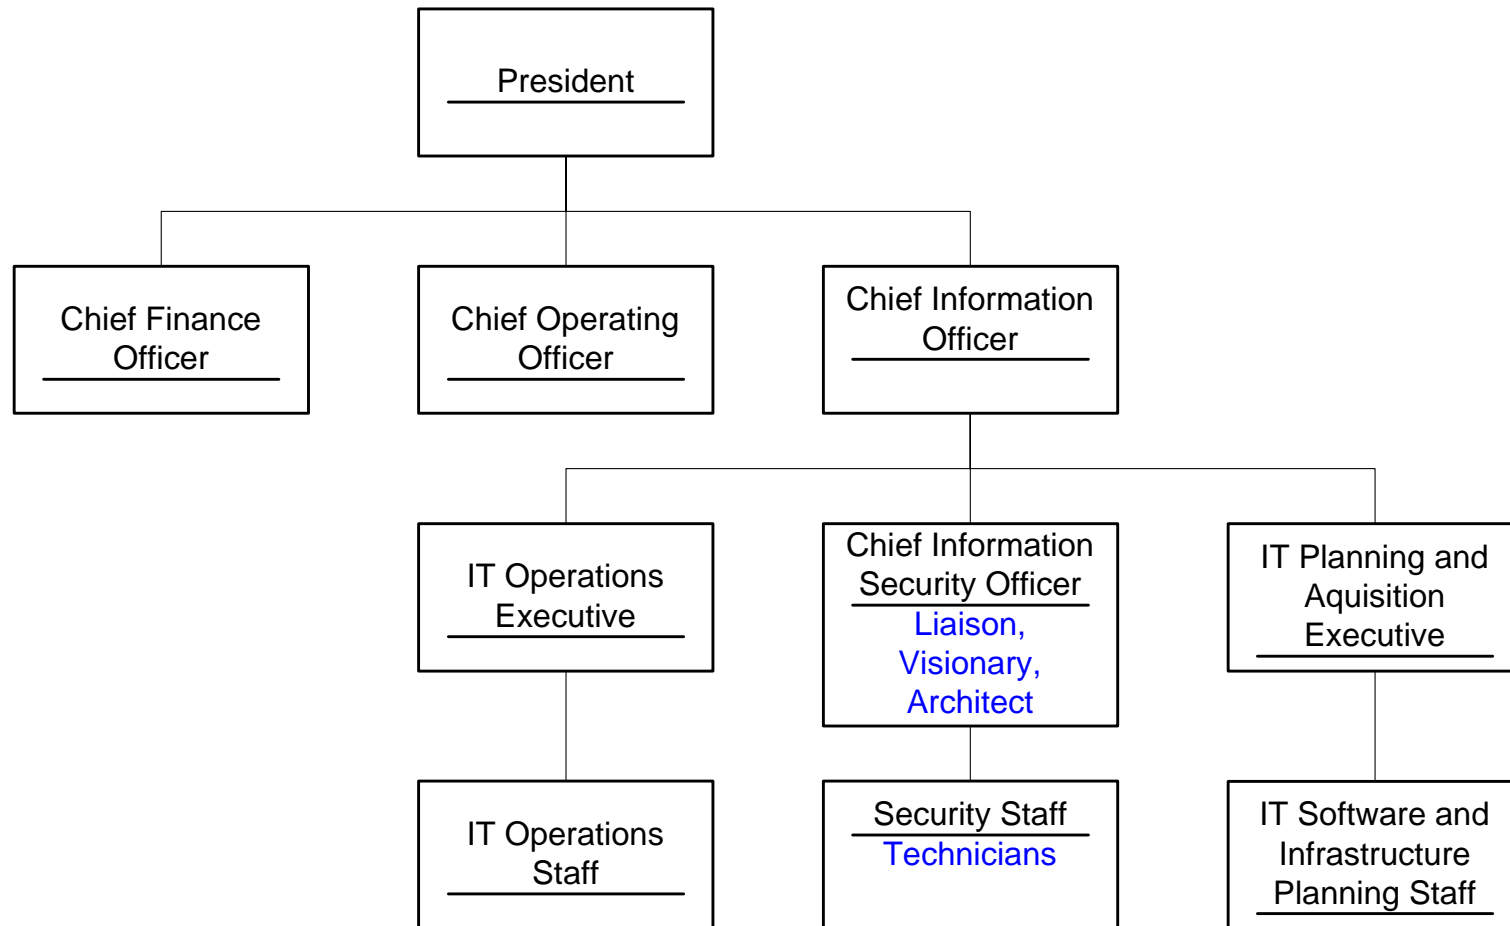 President
Chief Finance
Officer
Chief Operating
Officer
Chief Information
Officer
IT Operations
Executive
Chief Information
Security Officer
Liaison,
Visionary,
Architect
IT Planning and
Aquisition
Executive
IT Operations
Staff
Security Staff
Technicians
IT Software and
Infrastructure
Planning Staff